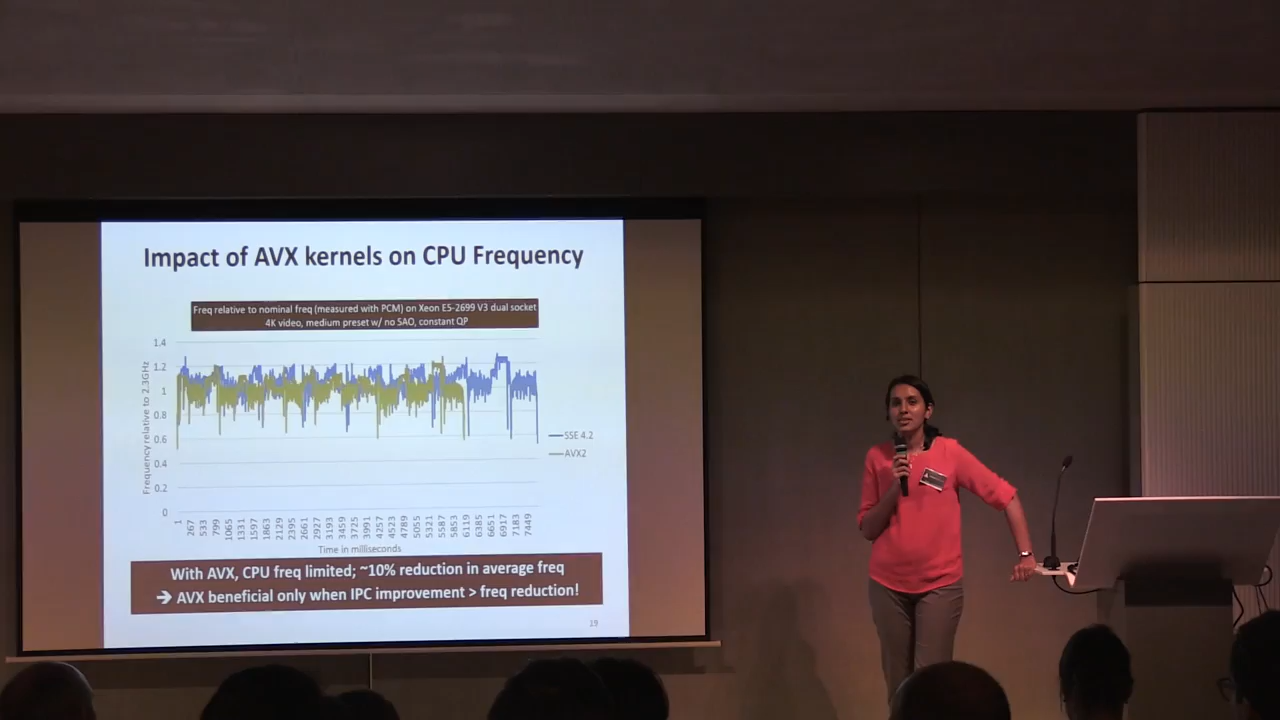 Impact of AVX kernels on CPU Frequency
Freq relative to nominal freq (measured with PCM) on Xeon E5-2699 V3 dual socket
4K video, medium preset w/ no SAO, constant QP
Frequency relative to 2.3GHz
1.4
1.2
1
0.8
0.6
0.4
0.2
0
SSE 4.2
AVX2
1 267 533 799 1065 1331 1597 1863 2129 2395 2661 2927 3193 3459 3725 3991 4257 4523 4789 5055 5321 5587 5853 6119 6385 6651 6917 7183 7449
Time in milliseconds
With AVX, CPU freq limited; ~10% reduction in average freq
➔ AVX beneficial only when IPC improvement > freq reduction!
19